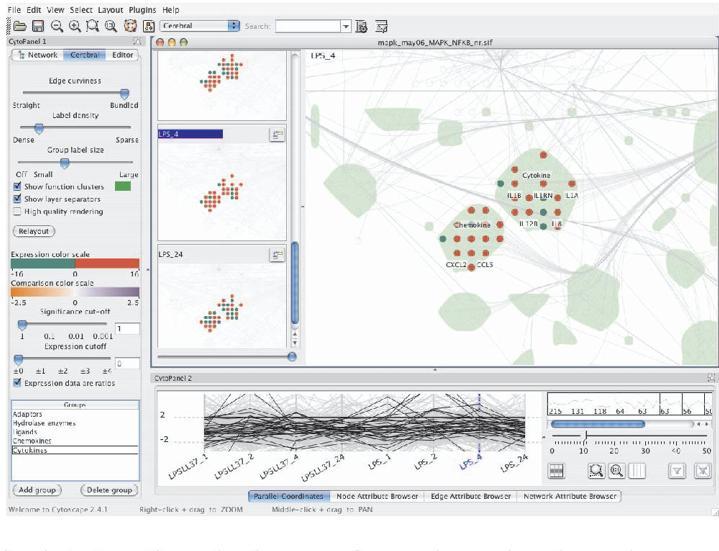 File Edit View Select Layout Plugins Help
Cerebral Search:
CytoPanel 1
Network Cerebral Editor
Edge curviness
Straight Bundled
Label density
Dense Sparse
Group label size
Off Small Large
Show function clusters
Show layer separators
High quality rendering
Relayout
Expression color scale
-16 0 16
Comparison color scale
-2.5 0 2.5
Significance cut-off
1 0.1 0.01 0.001
1
Expression cutoff
±0 ±1 ±2 ±3 ±4
0
Expression data are ratios
Groups
Adaptors
Hydrolase enzymes
Ligands
Chemokines
Cytokines
Add group Delete group
LPS_4
LPS_24
mapk_may06_MAPK_NFKB_nr.sif
LPS_4
Cytokine
IL1B IL1RN IL1A
IL12B IL6
Chemokine
CXCL2 CCL5
CytoPanel 2
2
-2
LPSLL37_1 LPSLL37_2 LPSLL37_4 LPSLL37_24 LPS_1 LPS_2 LPS_4 LPS_24
215 131 118 64 63 63 56
0 10 20 30 40 50
Parallel Coordinates Node Attribute Browser Edge Attribute Browser Network Attribute Browser
Welcome to Cytoscape 2.4.1 Right-click + drag to ZOOM Middle-click + drag to PAN